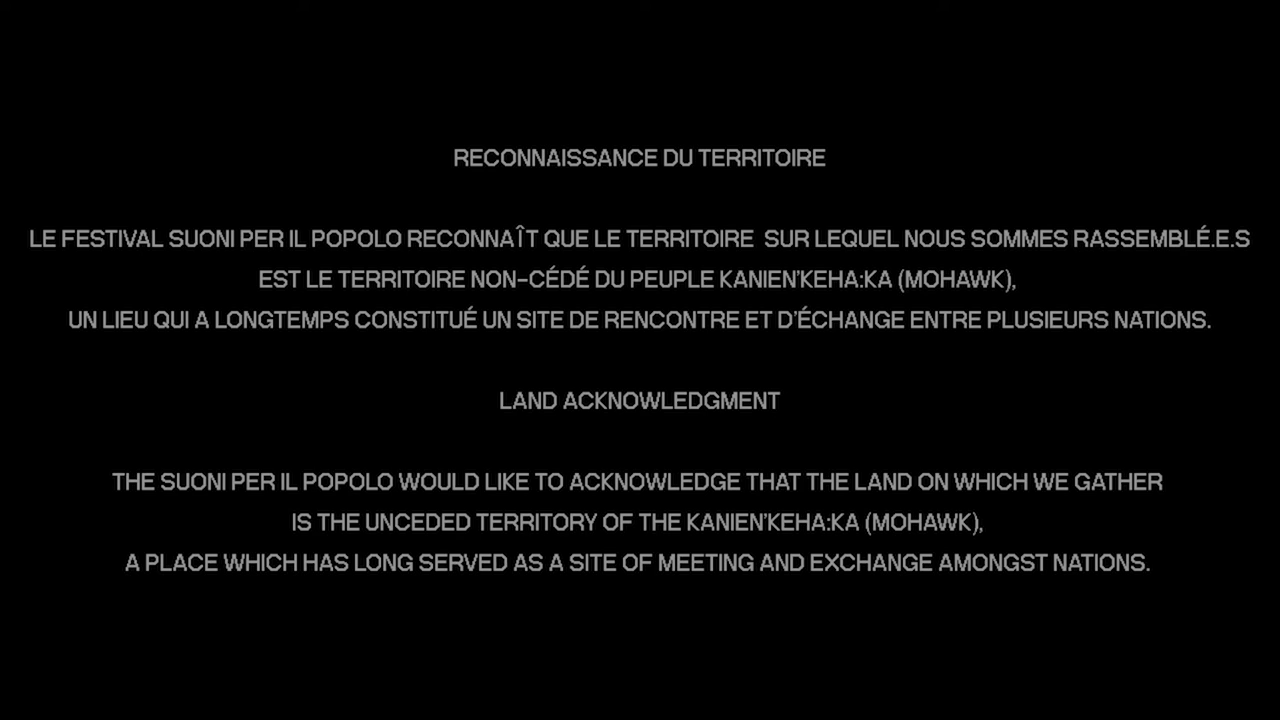 RECONNAISSANCE DU TERRITOIRE
LE FESTIVAL SUONI PER IL POPOLO RECONNAÎT QUE LE TERRITOIRE  SUR LEQUEL NOUS SOMMES RASSEMBLÉ.E.S
EST LE TERRITOIRE NON-CÉDÉ DU PEUPLE KANIEN'KEHA:KA (MOHAWK),
UN LIEU QUI A LONGTEMPS CONSTITUÉ UN SITE DE RENCONTRE ET D'ÉCHANGE ENTRE PLUSIEURS NATIONS.
LAND ACKNOWLEDGMENT
THE SUONI PER IL POPOLO WOULD LIKE TO ACKNOWLEDGE THAT THE LAND ON WHICH WE GATHER
IS THE UNCEDED TERRITORY OF THE KANIEN'KEHA:KA (MOHAWK),
A PLACE WHICH HAS LONG SERVED AS A SITE OF MEETING AND EXCHANGE AMONGST NATIONS.